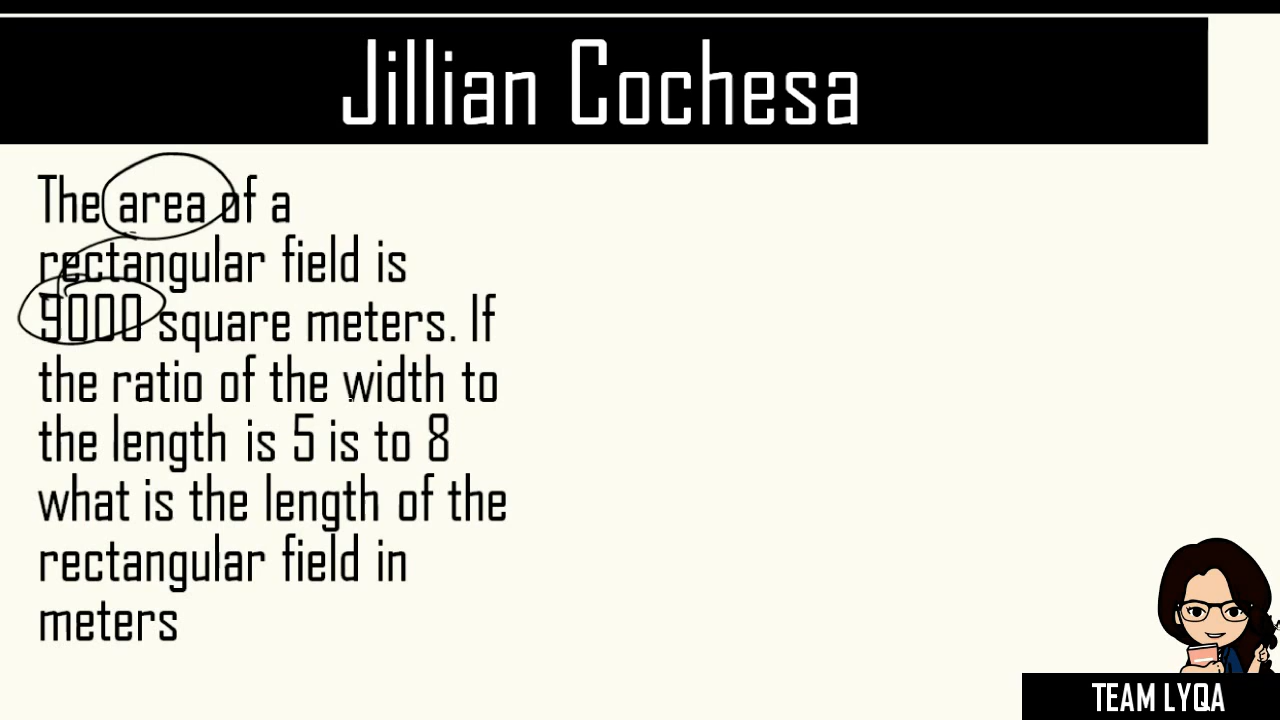 Jillian Cochesa
The area of a
rectangular field is
9000 square meters. If
the ratio of the width to
the length is 5 is to 8
what is the length of the
rectangular field in
meters
TEAM LYQA